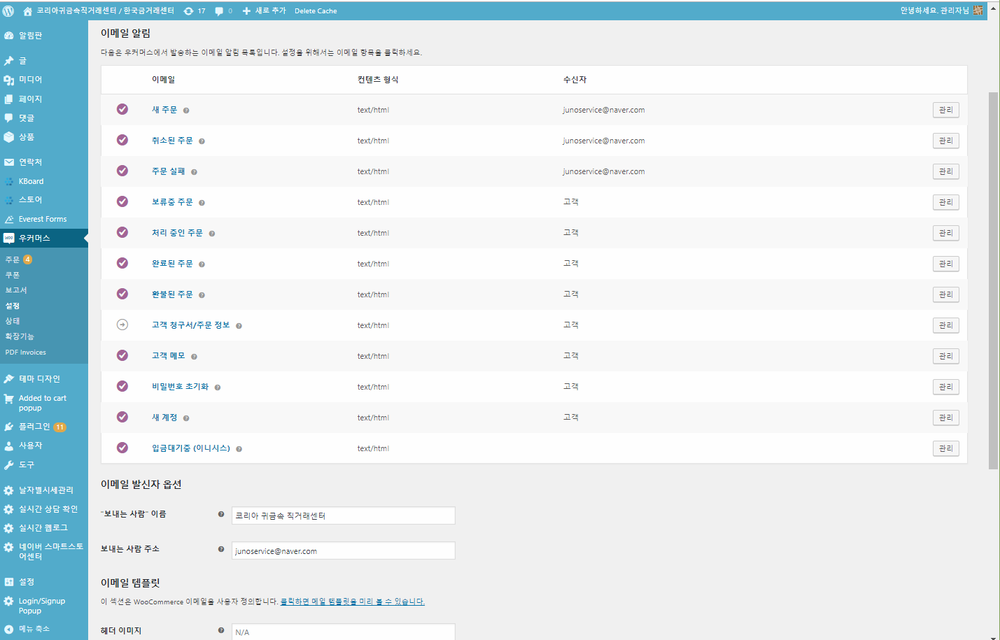 코리아귀금속직거래센터 / 한국금거래센터 17 0 새로 추가 Delete Cache 안녕하세요. 관리자님
알림판
글
미디어
페이지
댓글
상품
연락처
KBoard
스토어
Everest Forms
우커머스
주문 4
쿠폰
보고서
설정
상태
확장기능
PDF Invoices
테마 디자인
Added to cart
popup
플러그인 11
사용자
도구
날자별시세관리
실시간 상담 확인
실시간 웹로그
네이버 스마트스토
어센터
설정
Login/Signup
Popup
메뉴 축소
이메일 알림
다음은 우커머스에서 발송하는 이메일 알림 목록입니다. 설정을 위해서는 이메일 항목을 클릭하세요.
이메일 컨텐츠 형식 수신자
새 주문 text/html junoservice@naver.com 관리
취소된 주문 text/html junoservice@naver.com 관리
주문 실패 text/html junoservice@naver.com 관리
보류중 주문 text/html 고객 관리
처리 중인 주문 text/html 고객 관리
완료된 주문 text/html 고객 관리
환불된 주문 text/html 고객 관리
고객 청구서/주문 정보 text/html 고객 관리
고객 메모 text/html 고객 관리
비밀번호 초기화 text/html 고객 관리
새 계정 text/html 고객 관리
입금대기중 (이니시스) text/html 관리
이메일 발신자 옵션
"보내는 사람" 이름 코리아 귀금속 직거래센터
보내는 사람 주소 junoservice@naver.com
이메일 템플릿
이 섹션은 WooCommerce 이메일을 사용자 정의합니다. 클릭하면 메일 템플릿을 미리 볼 수 있습니다.
헤더 이미지 N/A